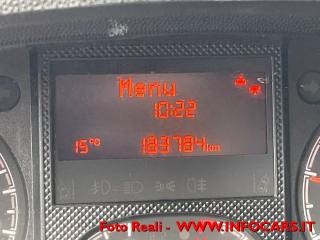 Menu
10:22
15°C 183784km
Foto Reali - www.INFOCARS.IT